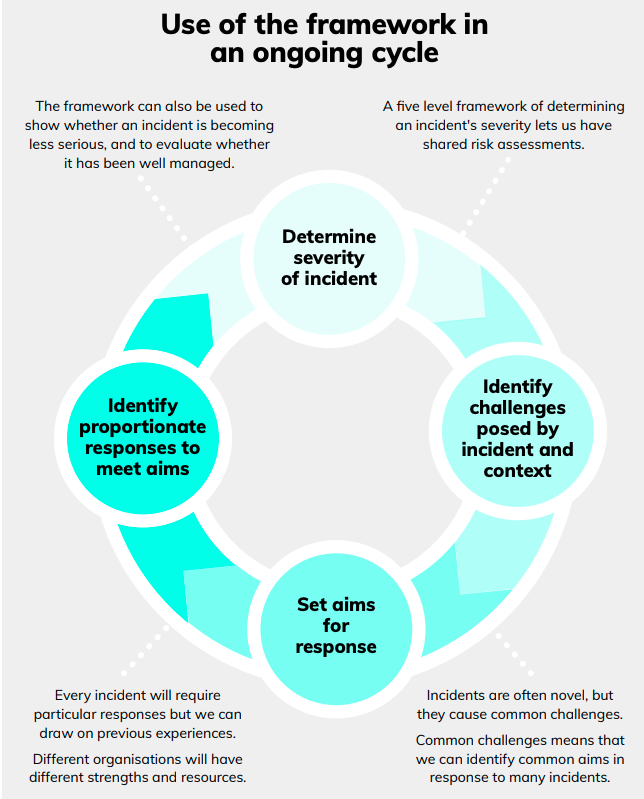 Use of the framework in
an ongoing cycle
The framework can also be used to
show whether an incident is becoming
less serious, and to evaluate whether
it has been well managed.
A five level framework of determining
an incident's severity lets us have
shared risk assessments.
Determine
severity
of incident
Identify
challenges
posed by
incident and
context
Set aims
for
response
Identify
proportionate
responses to
meet aims
Every incident will require
particular responses but we can
draw on previous experiences.
Different organisations will have
different strengths and resources.
Incidents are often novel, but
they cause common challenges.
Common challenges means that
we can identify common aims in
response to many incidents.